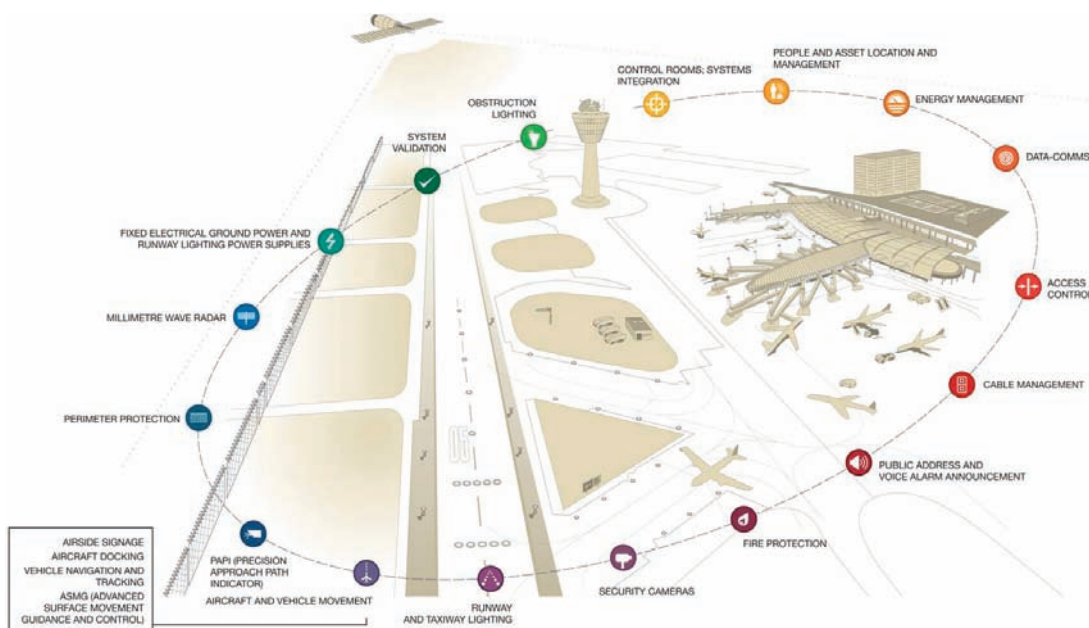 PEOPLE AND ASSET LOCATION AND
MANAGEMENT
CONTROL ROOMS; SYSTEMS
INTEGRATION
ENERGY MANAGEMENT
OBSTRUCTION
LIGHTING
SYSTEM
VALIDATION
DATA-COMMS
FIXED ELECTRICAL GROUND POWER AND
RUNWAY LIGHTING POWER SUPPLIES
ACCESS
CONTROL
MILLIMETRE WAVE RADAR
CABLE MANAGEMENT
PERIMETER PROTECTION
PUBLIC ADDRESS AND
VOICE ALARM ANNOUNCEMENT
FIRE PROTECTION
SECURITY CAMERAS
RUNWAY
AND TAXIWAY LIGHTING
AIRCRAFT AND VEHICLE MOVEMENT
PAPI (PRECISION
APPROACH PATH
INDICATOR)
AIRSIDE SIGNAGE
AIRCRAFT DOCKING
VEHICLE NAVIGATION AND
TRACKING
ASMG (ADVANCED
SURFACE MOVEMENT
GUIDANCE AND CONTROL)